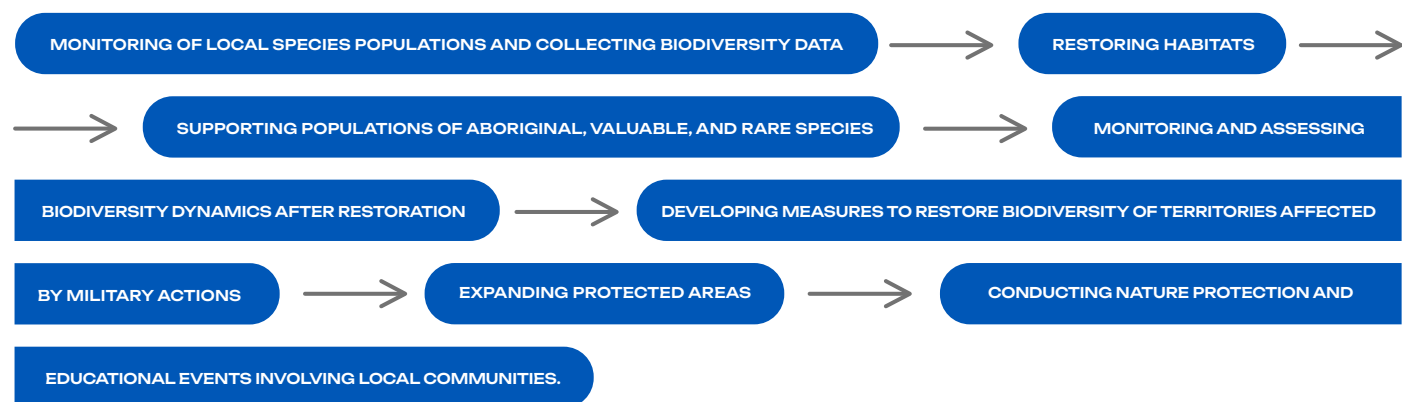 MONITORING OF LOCAL SPECIES POPULATIONS AND COLLECTING BIODIVERSITY DATA
RESTORING HABITATS
SUPPORTING POPULATIONS OF ABORIGINAL, VALUABLE, AND RARE SPECIES
MONITORING AND ASSESSING
BIODIVERSITY DYNAMICS AFTER RESTORATION
DEVELOPING MEASURES TO RESTORE BIODIVERSITY OF TERRITORIES AFFECTED
BY MILITARY ACTIONS
EXPANDING PROTECTED AREAS
CONDUCTING NATURE PROTECTION AND
EDUCATIONAL EVENTS INVOLVING LOCAL COMMUNITIES.